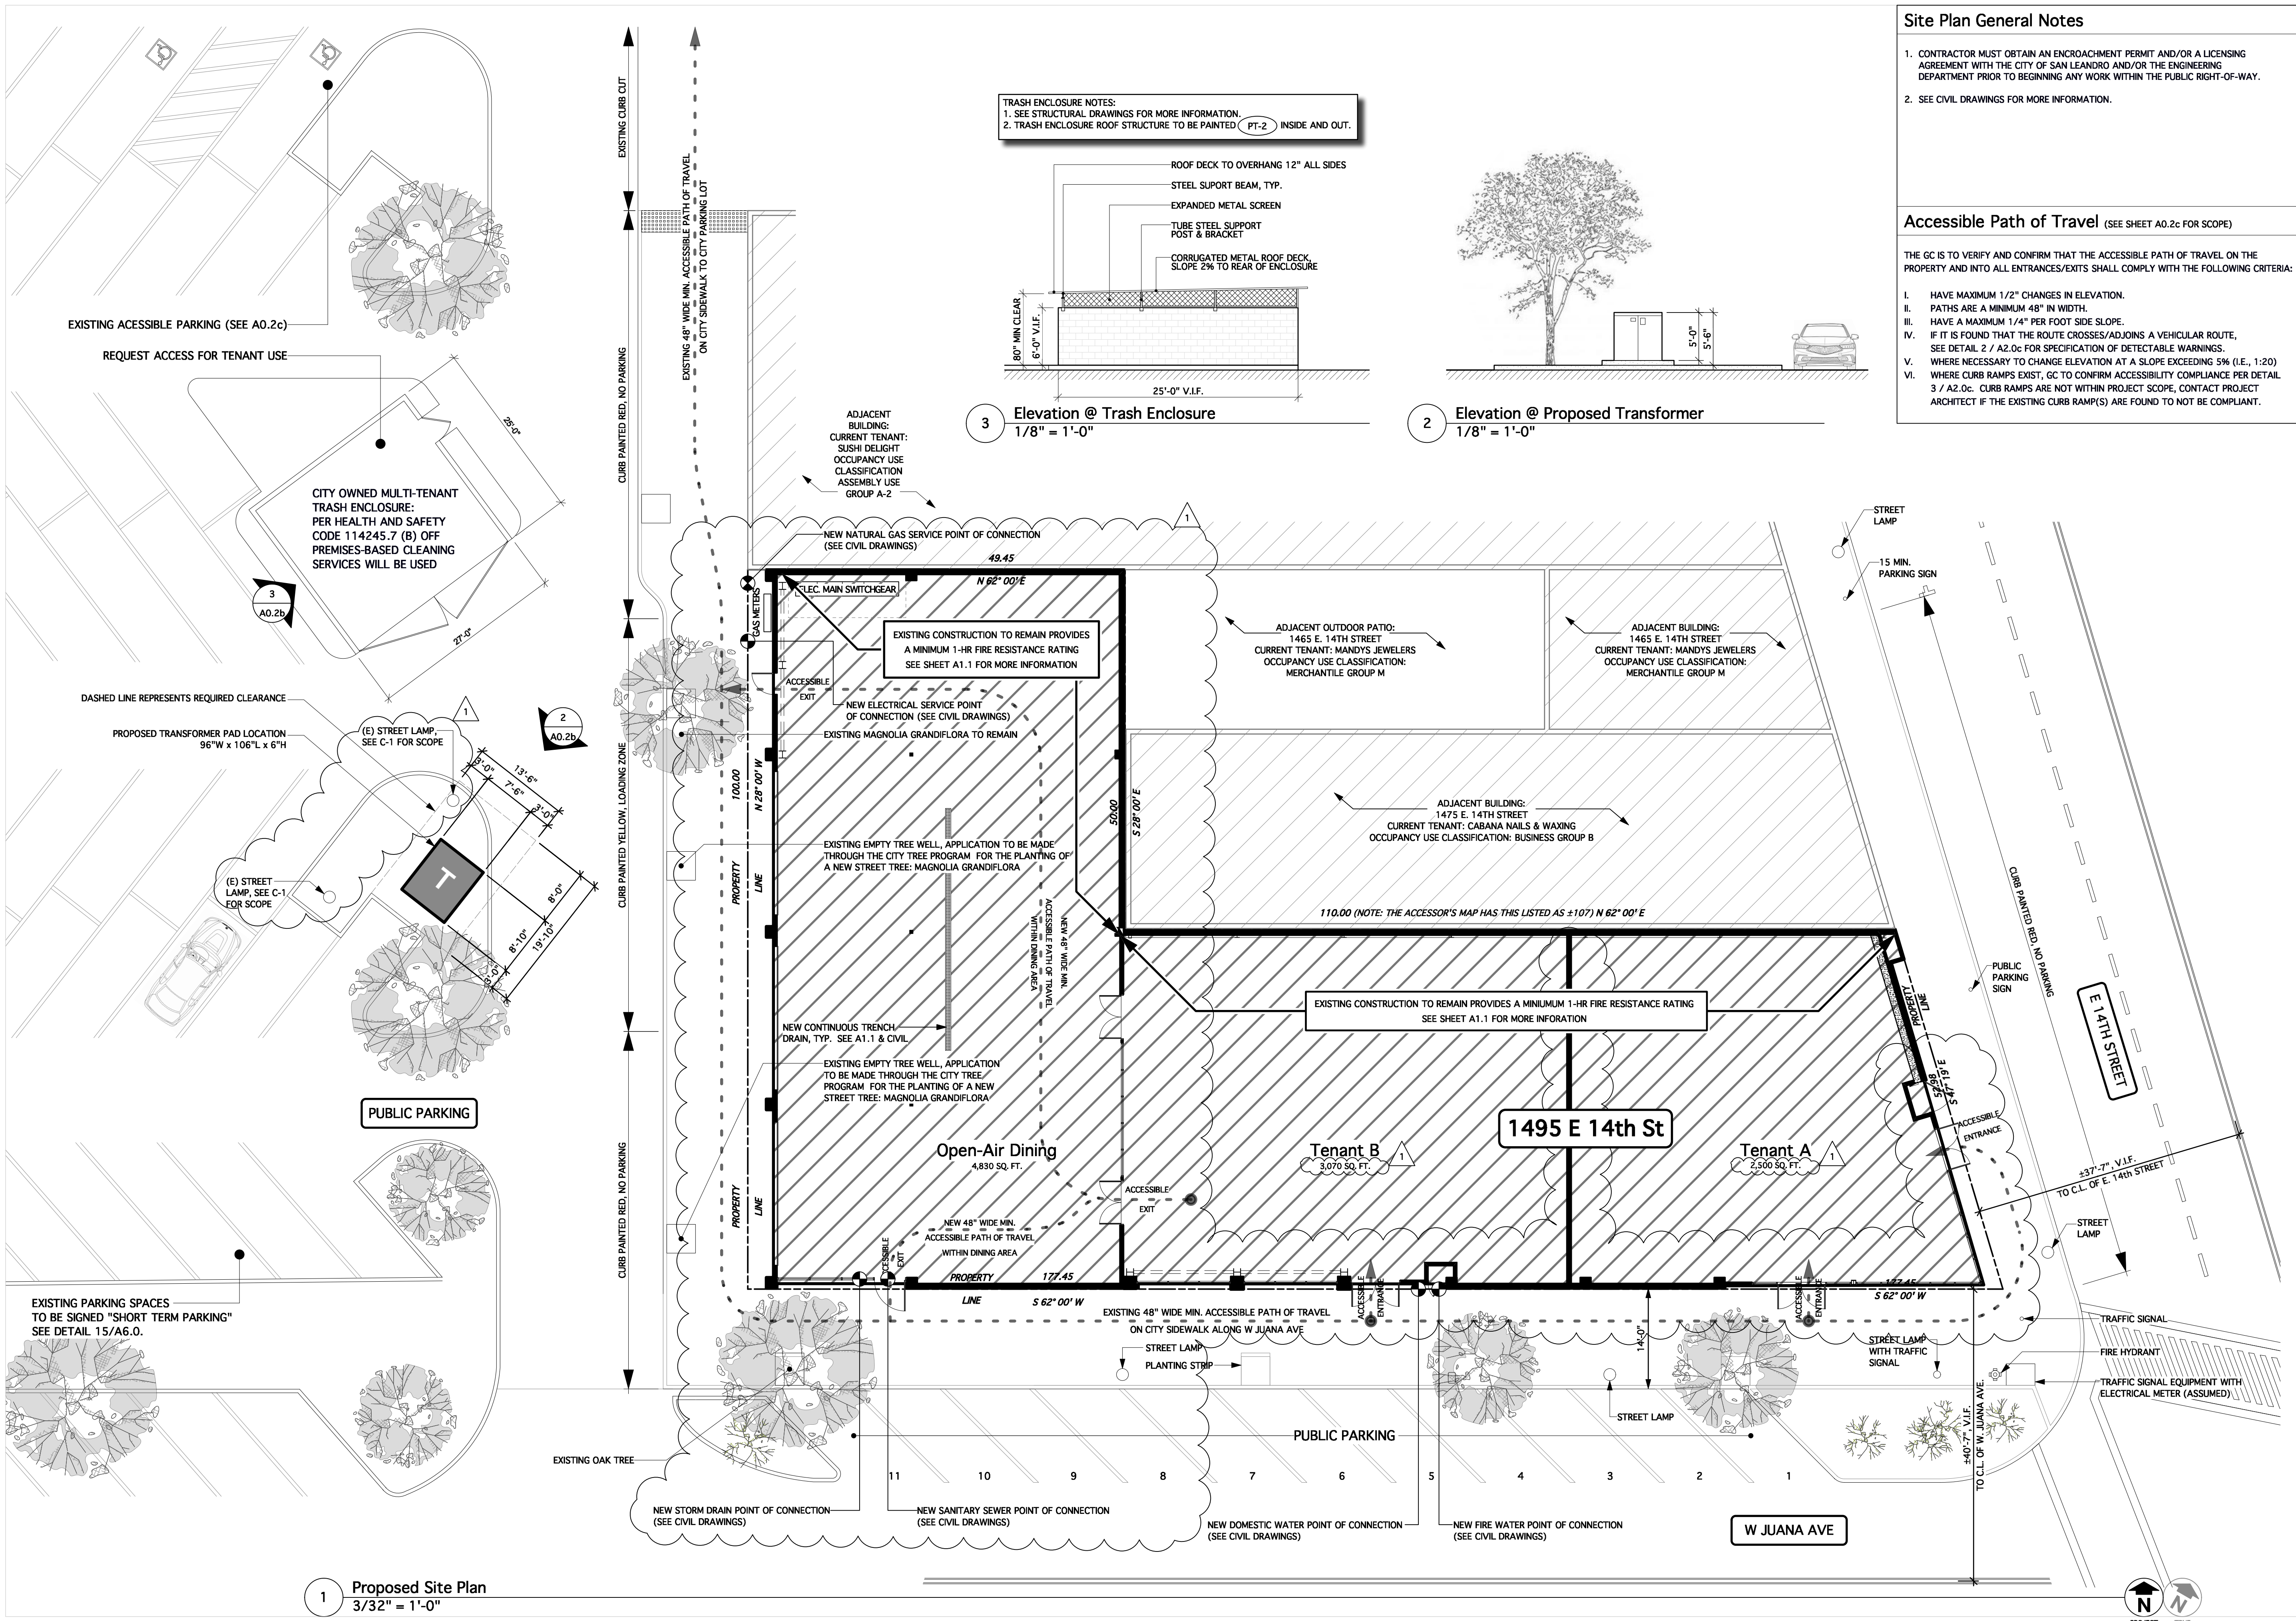 Site Plan General Notes
1. CONTRACTOR MUST OBTAIN AN ENCROACHMENT PERMIT AND/OR A LICENSING
AGREEMENT WITH THE CITY OF SAN LEANDRO AND/OR THE ENGINEERING
DEPARTMENT PRIOR TO BEGINNING ANY WORK WITHIN THE PUBLIC RIGHT-OF-WAY.
2. SEE CIVIL DRAWINGS FOR MORE INFORMATION.
Accessible Path of Travel (SEE SHEET A0.2c FOR SCOPE)
THE GC IS TO VERIFY AND CONFIRM THAT THE ACCESSIBLE PATH OF TRAVEL ON THE
PROPERTY AND INTO ALL ENTRANCES/EXITS SHALL COMPLY WITH THE FOLLOWING CRITERIA:
I. HAVE MAXIMUM 1/2" CHANGES IN ELEVATION.
II. PATHS ARE A MINIMUM 48" IN WIDTH.
III. HAVE A MAXIMUM 1/4" PER FOOT SIDE SLOPE.
IV. IF IT IS FOUND THAT THE ROUTE CROSSES/ADJOINS A VEHICULAR ROUTE,
SEE DETAIL 2 / A2.0c FOR SPECIFICATION OF DETECTABLE WARNINGS.
V. WHERE NECESSARY TO CHANGE ELEVATION AT A SLOPE EXCEEDING 5% (I.E., 1:20)
VI. WHERE CURB RAMPS EXIST, GC TO CONFIRM ACCESSIBILITY COMPLIANCE PER DETAIL
3 / A2.0c. CURB RAMPS ARE NOT WITHIN PROJECT SCOPE, CONTACT PROJECT
ARCHITECT IF THE EXISTING CURB RAMP(S) ARE FOUND TO NOT BE COMPLIANT.
TRASH ENCLOSURE NOTES:
1. SEE STRUCTURAL DRAWINGS FOR MORE INFORMATION.
2. TRASH ENCLOSURE ROOF STRUCTURE TO BE PAINTED PT-2 INSIDE AND OUT.
ROOF DECK TO OVERHANG 12" ALL SIDES
STEEL SUPORT BEAM, TYP.
EXPANDED METAL SCREEN
TUBE STEEL SUPPORT
POST & BRACKET
CORRUGATED METAL ROOF DECK,
SLOPE 2% TO REAR OF ENCLOSURE
80" MIN CLEAR
6'-0" V.I.F.
25'-0" V.I.F.
3
Elevation @ Trash Enclosure
1/8" = 1'-0"
5'-0"
5'-6"
2
Elevation @ Proposed Transformer
1/8" = 1'-0"
EXISTING ACESSIBLE PARKING (SEE A0.2c)
REQUEST ACCESS FOR TENANT USE
25'-0"
CITY OWNED MULTI-TENANT
TRASH ENCLOSURE:
PER HEALTH AND SAFETY
CODE 114245.7 (B) OFF
PREMISES-BASED CLEANING
SERVICES WILL BE USED
27'-0"
3
A0.2b
DASHED LINE REPRESENTS REQUIRED CLEARANCE
PROPOSED TRANSFORMER PAD LOCATION
96"W x 106"L x 6"H
1
(E) STREET LAMP,
SEE C-1 FOR SCOPE
2
A0.2b
3'-0"
13'-6"
7'-6"
3'-0"
T
(E) STREET
LAMP, SEE C-1
FOR SCOPE
8'-0"
8'-10"
19'-10"
3'-0"
PUBLIC PARKING
EXISTING PARKING SPACES
TO BE SIGNED "SHORT TERM PARKING"
SEE DETAIL 15/A6.0.
EXISTING CURB CUT
CURB PAINTED RED, NO PARKING
CURB PAINTED YELLOW, LOADING ZONE
CURB PAINTED RED, NO PARKING
EXISTING 48" WIDE MIN. ACCESSIBLE PATH OF TRAVEL
ON CITY SIDEWALK TO CITY PARKING LOT
ADJACENT
BUILDING:
CURRENT TENANT:
SUSHI DELIGHT
OCCUPANCY USE
CLASSIFICATION
ASSEMBLY USE
GROUP A-2
1
NEW NATURAL GAS SERVICE POINT OF CONNECTION
(SEE CIVIL DRAWINGS)
49.45
N 62° 00' E
ELEC. MAIN SWITCHGEAR
GAS METERS
EXISTING CONSTRUCTION TO REMAIN PROVIDES
A MINIMUM 1-HR FIRE RESISTANCE RATING
SEE SHEET A1.1 FOR MORE INFORMATION
ACCESSIBLE
EXIT
NEW ELECTRICAL SERVICE POINT
OF CONNECTION (SEE CIVIL DRAWINGS)
EXISTING MAGNOLIA GRANDIFLORA TO REMAIN
100.00
N 28° 00' W
50.00
S 28° 00' E
EXISTING EMPTY TREE WELL, APPLICATION TO BE MADE
THROUGH THE CITY TREE PROGRAM FOR THE PLANTING OF
A NEW STREET TREE: MAGNOLIA GRANDIFLORA
PROPERTY
LINE
NEW 48" WIDE MIN.
ACCESSIBLE PATH OF TRAVEL
WITHIN DINING AREA
NEW CONTINUOUS TRENCH
DRAIN, TYP. SEE A1.1 & CIVIL
EXISTING EMPTY TREE WELL, APPLICATION
TO BE MADE THROUGH THE CITY TREE
PROGRAM FOR THE PLANTING OF A NEW
STREET TREE: MAGNOLIA GRANDIFLORA
PROPERTY
LINE
Open-Air Dining
4,830 SQ. FT.
ACCESSIBLE
EXIT
NEW 48" WIDE MIN.
ACCESSIBLE PATH OF TRAVEL
WITHIN DINING AREA
ACCESSIBLE
EXIT
PROPERTY
LINE
177.45
S 62° 00' W
ADJACENT OUTDOOR PATIO:
1465 E. 14TH STREET
CURRENT TENANT: MANDYS JEWELERS
OCCUPANCY USE CLASSIFICATION:
MERCHANTILE GROUP M
ADJACENT BUILDING:
1465 E. 14TH STREET
CURRENT TENANT: MANDYS JEWELERS
OCCUPANCY USE CLASSIFICATION:
MERCHANTILE GROUP M
ADJACENT BUILDING:
1475 E. 14TH STREET
CURRENT TENANT: CABANA NAILS & WAXING
OCCUPANCY USE CLASSIFICATION: BUSINESS GROUP B
110.00 (NOTE: THE ACCESSOR'S MAP HAS THIS LISTED AS ±107) N 62° 00' E
EXISTING CONSTRUCTION TO REMAIN PROVIDES A MINIUMUM 1-HR FIRE RESISTANCE RATING
SEE SHEET A1.1 FOR MORE INFORATION
1495 E 14th St
Tenant B
3,070 SQ. FT.
1
Tenant A
2,500 SQ. FT.
1
STREET
LAMP
15 MIN.
PARKING SIGN
CURB PAINTED RED, NO PARKING
PUBLIC
PARKING
SIGN
E 14TH STREET
PROPERTY
LINE
52.98
S 47° 19' E
ACCESSIBLE
ENTRANCE
±37'-7", V.I.F.
TO C.L. OF E. 14th STREET
STREET
LAMP
ACCESSIBLE
ENTRANCE
ACCESSIBLE
ENTRANCE
177.45
S 62° 00' W
EXISTING 48" WIDE MIN. ACCESSIBLE PATH OF TRAVEL
ON CITY SIDEWALK ALONG W JUANA AVE
STREET LAMP
PLANTING STRIP
14'-0"
STREET LAMP
STREET LAMP
WITH TRAFFIC
SIGNAL
TRAFFIC SIGNAL
FIRE HYDRANT
TRAFFIC SIGNAL EQUIPMENT WITH
ELECTRICAL METER (ASSUMED)
±40'-7", V.I.F.
TO C.L. OF W. JUANA AVE.
PUBLIC PARKING
EXISTING OAK TREE
11 10 9 8 7 6 5 4 3 2 1
NEW STORM DRAIN POINT OF CONNECTION
(SEE CIVIL DRAWINGS)
NEW SANITARY SEWER POINT OF CONNECTION
(SEE CIVIL DRAWINGS)
NEW DOMESTIC WATER POINT OF CONNECTION
(SEE CIVIL DRAWINGS)
NEW FIRE WATER POINT OF CONNECTION
(SEE CIVIL DRAWINGS)
W JUANA AVE
1
Proposed Site Plan
3/32" = 1'-0"
N
N